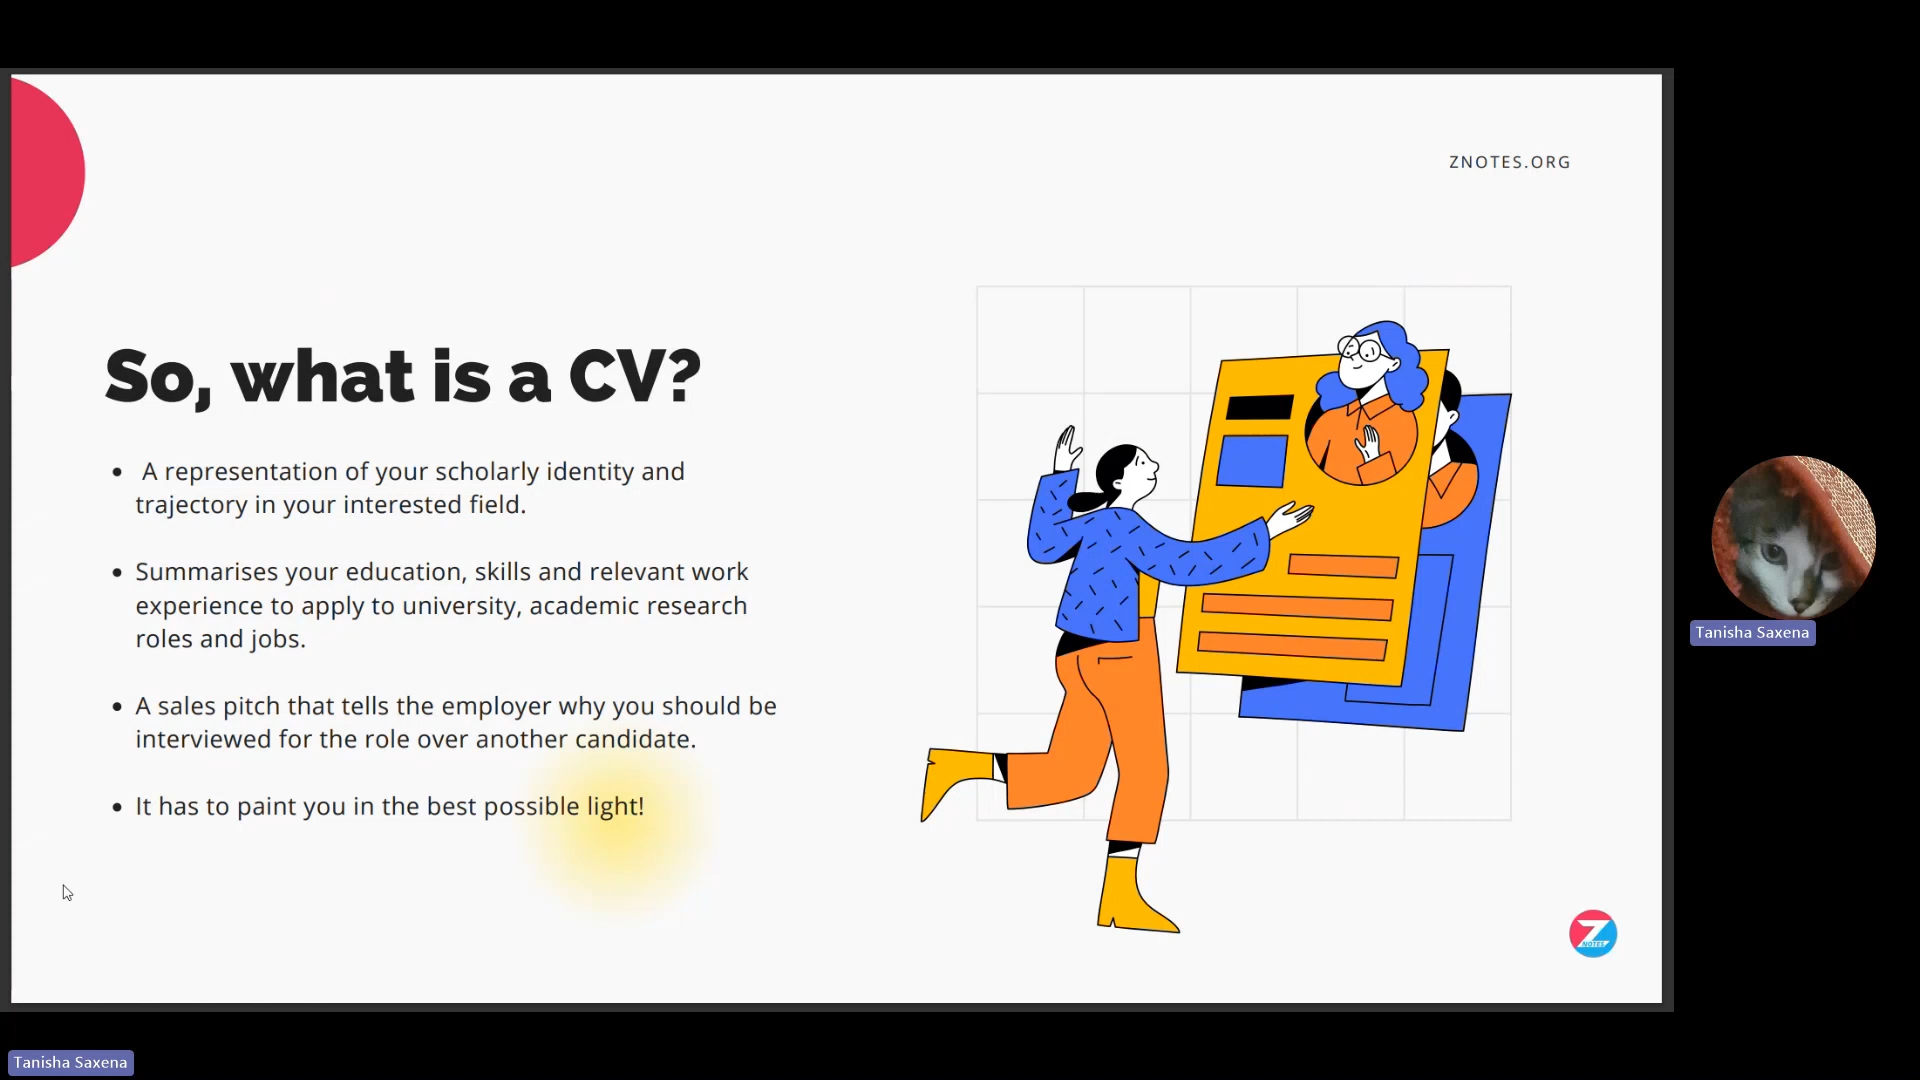 ZNOTES.ORG
So, what is a CV?
• A representation of your scholarly identity and
trajectory in your interested field.
• Summarises your education, skills and relevant work
experience to apply to university, academic research
roles and jobs.
• A sales pitch that tells the employer why you should be
interviewed for the role over another candidate.
• It has to paint you in the best possible light!
Z
NOTES
Tanisha Saxena
Tanisha Saxena